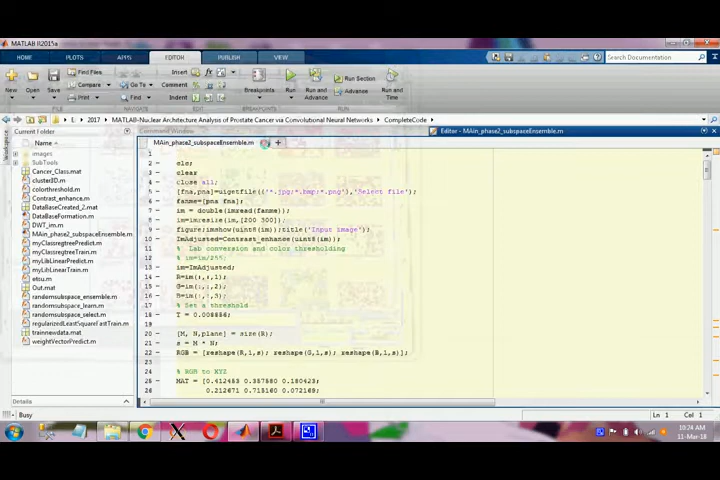 MATLAB R2015a
HOME PLOTS APPS EDITOR PUBLISH VIEW
Search Documentation
New Open Save
Find Files
Compare
Print
Go To
Find
Insert
Comment
Indent
Breakpoints
Run
Run and Advance
Run Section
Advance
Run and Time
FILE
RUN
2017 MATLAB-Nuclear Architecture Analysis of Prostate Cancer via Convolutional Neural Networks CompleteCode
Current Folder
Command Window
Editor - MAin_phase2_subspaceEnsemble.m
Workspace
Name
MAin_phase2_subspaceEnsemble.m
images
SubTools
Cancer_Class.mat
clusterID.m
colorthreshold.m
Contrast_enhance.m
DataBaseCreated_2.mat
DataBaseFormation.m
DWT_im.m
MAin_phase2_subspaceEnsemble.m
myClassregtreePredict.m
myClassregtreeTrain.m
myLibLinearPredict.m
myLibLinearTrain.m
otsu.m
Out.mat
randomsubspace_ensemble.m
randomsubspace_learn.m
randomsubspace_select.m
regularizedLeastSquareFastTrain.m
trainnewdata.mat
weightVectorPredict.m
Details
1
2 clc;
3 clear
4 close all;
5 [fna,pna]=uigetfile(('*.jpg;*.bmp;*.png'),'Select file');
6 fanme=[pna fna];
7 im = double(imread(fanme));
8 im=imresize(im,[200 300]);
9 figure;imshow(uint8(im));title('Input image');
10 ImAdjusted=Contrast_enhance(uint8(im));
11 % Lab conversion and color thresholding
12 % im=im/255;
13 im=ImAdjusted;
14 R=im(:,:,1);
15 G=im(:,:,2);
16 B=im(:,:,3);
17 % Set a threshold
18 T = 0.008856;
19
20 [M, N,plane] = size(R);
21 s = M * N;
22 RGB = [reshape(R,1,s); reshape(G,1,s); reshape(B,1,s)];
23
24 % RGB to XYZ
25 MAT = [0.412453 0.357580 0.180423;
26 0.212671 0.715160 0.072169;
Busy
Ln 1 Col 1
10:24 AM
11-Mar-18